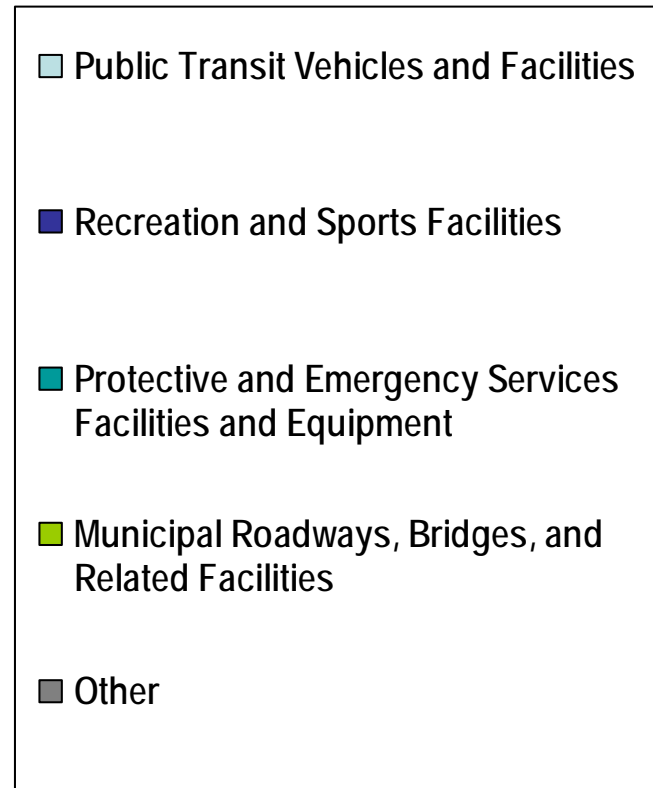 Public Transit Vehicles and Facilities
Recreation and Sports Facilities
Protective and Emergency Services
Facilities and Equipment
Municipal Roadways, Bridges, and
Related Facilities
Other